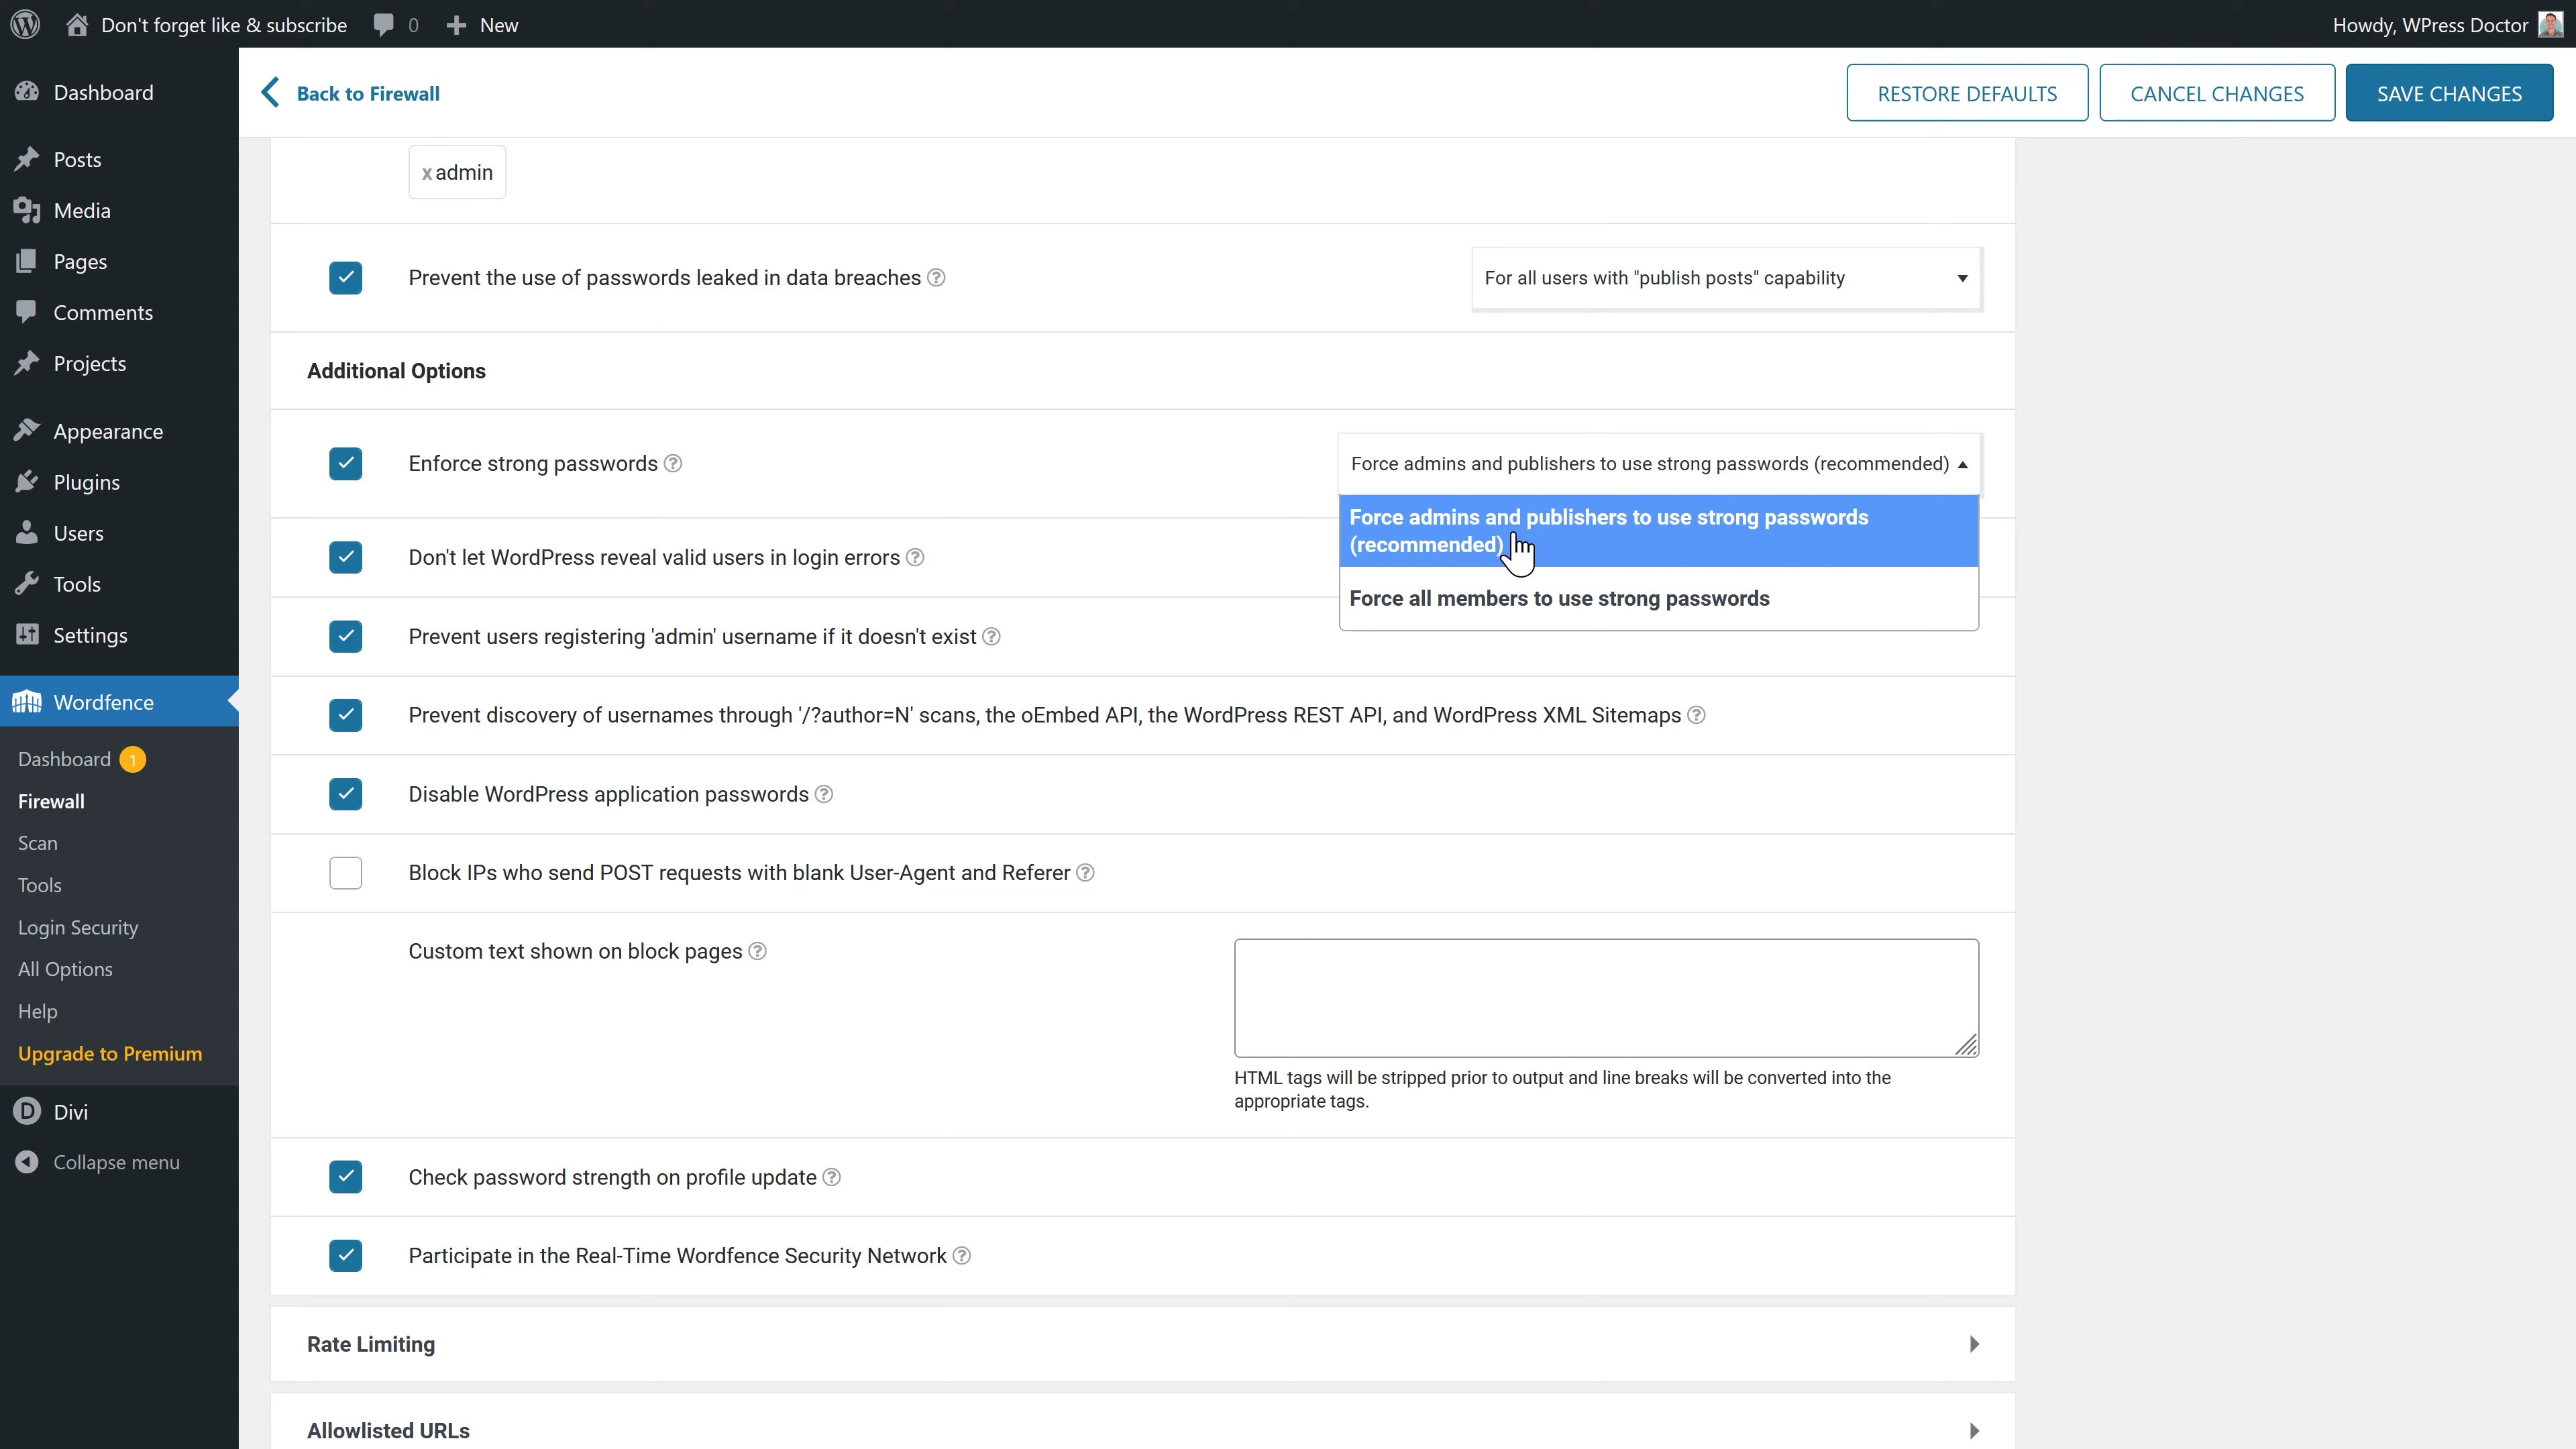 Don't forget like & subscribe
0
New
Howdy, WPress Doctor
Dashboard
Posts
Media
Pages
Comments
Projects
Appearance
Plugins
Users
Tools
Settings
Wordfence
Dashboard 1
Firewall
Scan
Tools
Login Security
All Options
Help
Upgrade to Premium
Divi
Collapse menu
Back to Firewall
RESTORE DEFAULTS
CANCEL CHANGES
SAVE CHANGES
x admin
Prevent the use of passwords leaked in data breaches ?
For all users with "publish posts" capability
Additional Options
Enforce strong passwords ?
Force admins and publishers to use strong passwords (recommended)
Force admins and publishers to use strong passwords
(recommended)
Force all members to use strong passwords
Don't let WordPress reveal valid users in login errors ?
Prevent users registering 'admin' username if it doesn't exist ?
Prevent discovery of usernames through '/?author=N' scans, the oEmbed API, the WordPress REST API, and WordPress XML Sitemaps ?
Disable WordPress application passwords ?
Block IPs who send POST requests with blank User-Agent and Referer ?
Custom text shown on block pages ?
HTML tags will be stripped prior to output and line breaks will be converted into the
appropriate tags.
Check password strength on profile update ?
Participate in the Real-Time Wordfence Security Network ?
Rate Limiting
Allowlisted URLs